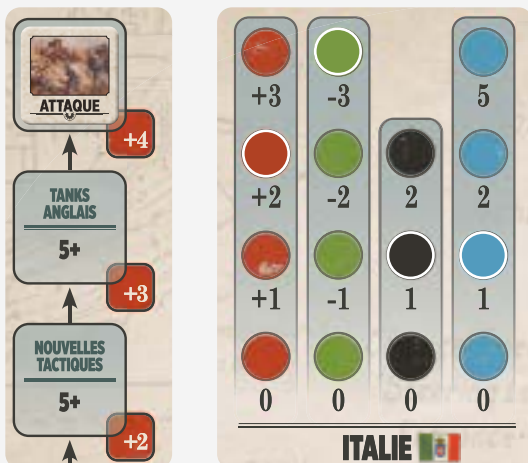 ATTAQUE
+4
TANKS
ANGLAIS
5+
+3
NOUVELLES
TACTIQUES
5+
+2
+3 -3 5
+2 -2 2 2
+1 -1 1 1
0 0 0 0
ITALIE